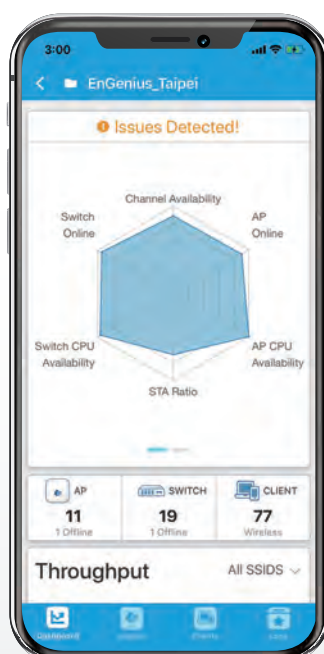 3:00
EnGenius_Taipei
Issues Detected!
Channel Availability
Switch Online
AP Online
Switch CPU Availability
AP CPU Availability
STA Ratio
AP
11
1 Offline
SWITCH
19
1 Offline
CLIENT
77
Wireless
Throughput
All SSIDS
Dashboard